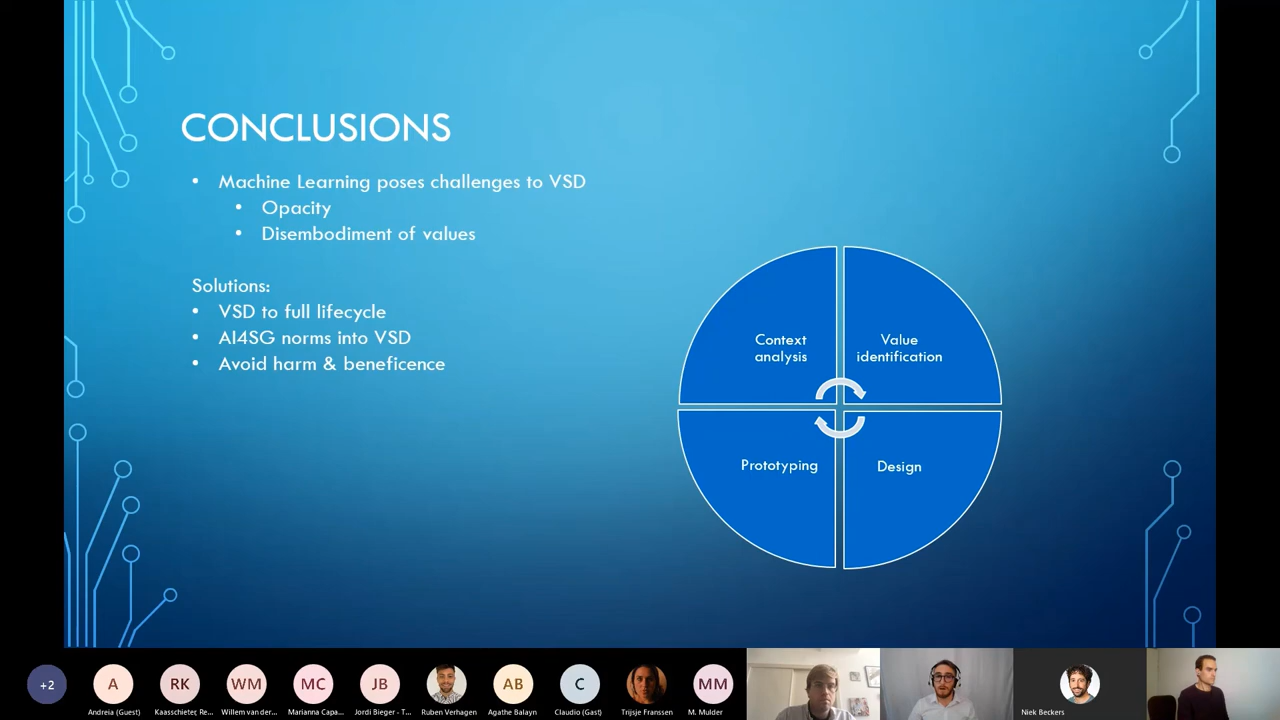 CONCLUSIONS
• Machine Learning poses challenges to VSD
• Opacity
• Disembodiment of values
Solutions:
• VSD to full lifecycle
• AI4SG norms into VSD
• Avoid harm & beneficence
Context
analysis
Value
identification
Prototyping
Design
+2
A
RK
WM
MC
JB
AB
C
MM
Andreia (Guest)
Kaasschieter, Re...
Willem van der...
Marianna Capa...
Jordi Bieger - T...
Ruben Verhagen
Agathe Balayn
Claudio (Gast)
Trijsje Franssen
M. Mulder
Niek Beckers